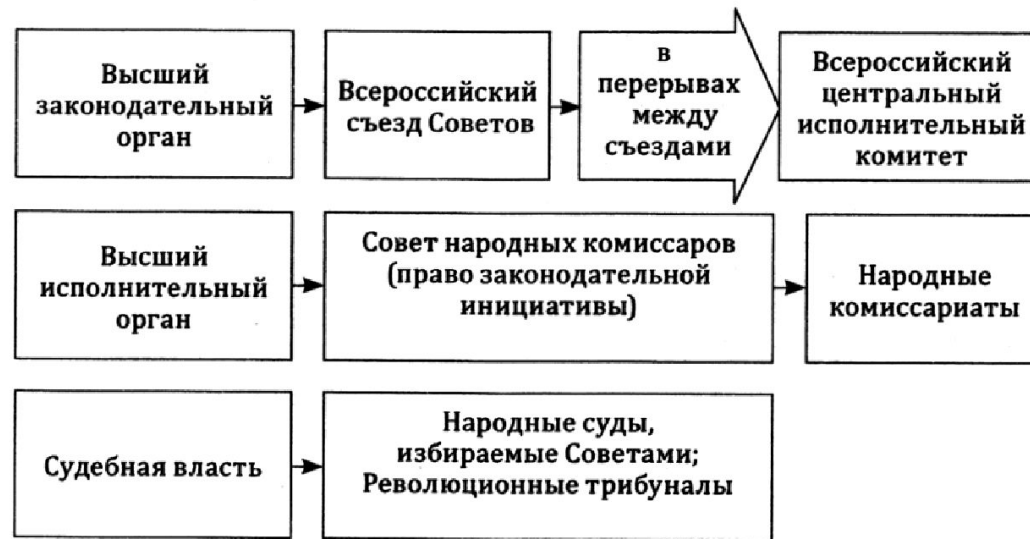 Высший
законодательный
орган
Всероссийский
съезд Советов
в
перерывах
между
съездами
Всероссийский
центральный
исполнительный
комитет
Высший
исполнительный
орган
Совет народных комиссаров
(право законодательной
инициативы)
Народные
комиссариаты
Судебная власть
Народные суды,
избираемые Советами;
Революционные трибуналы